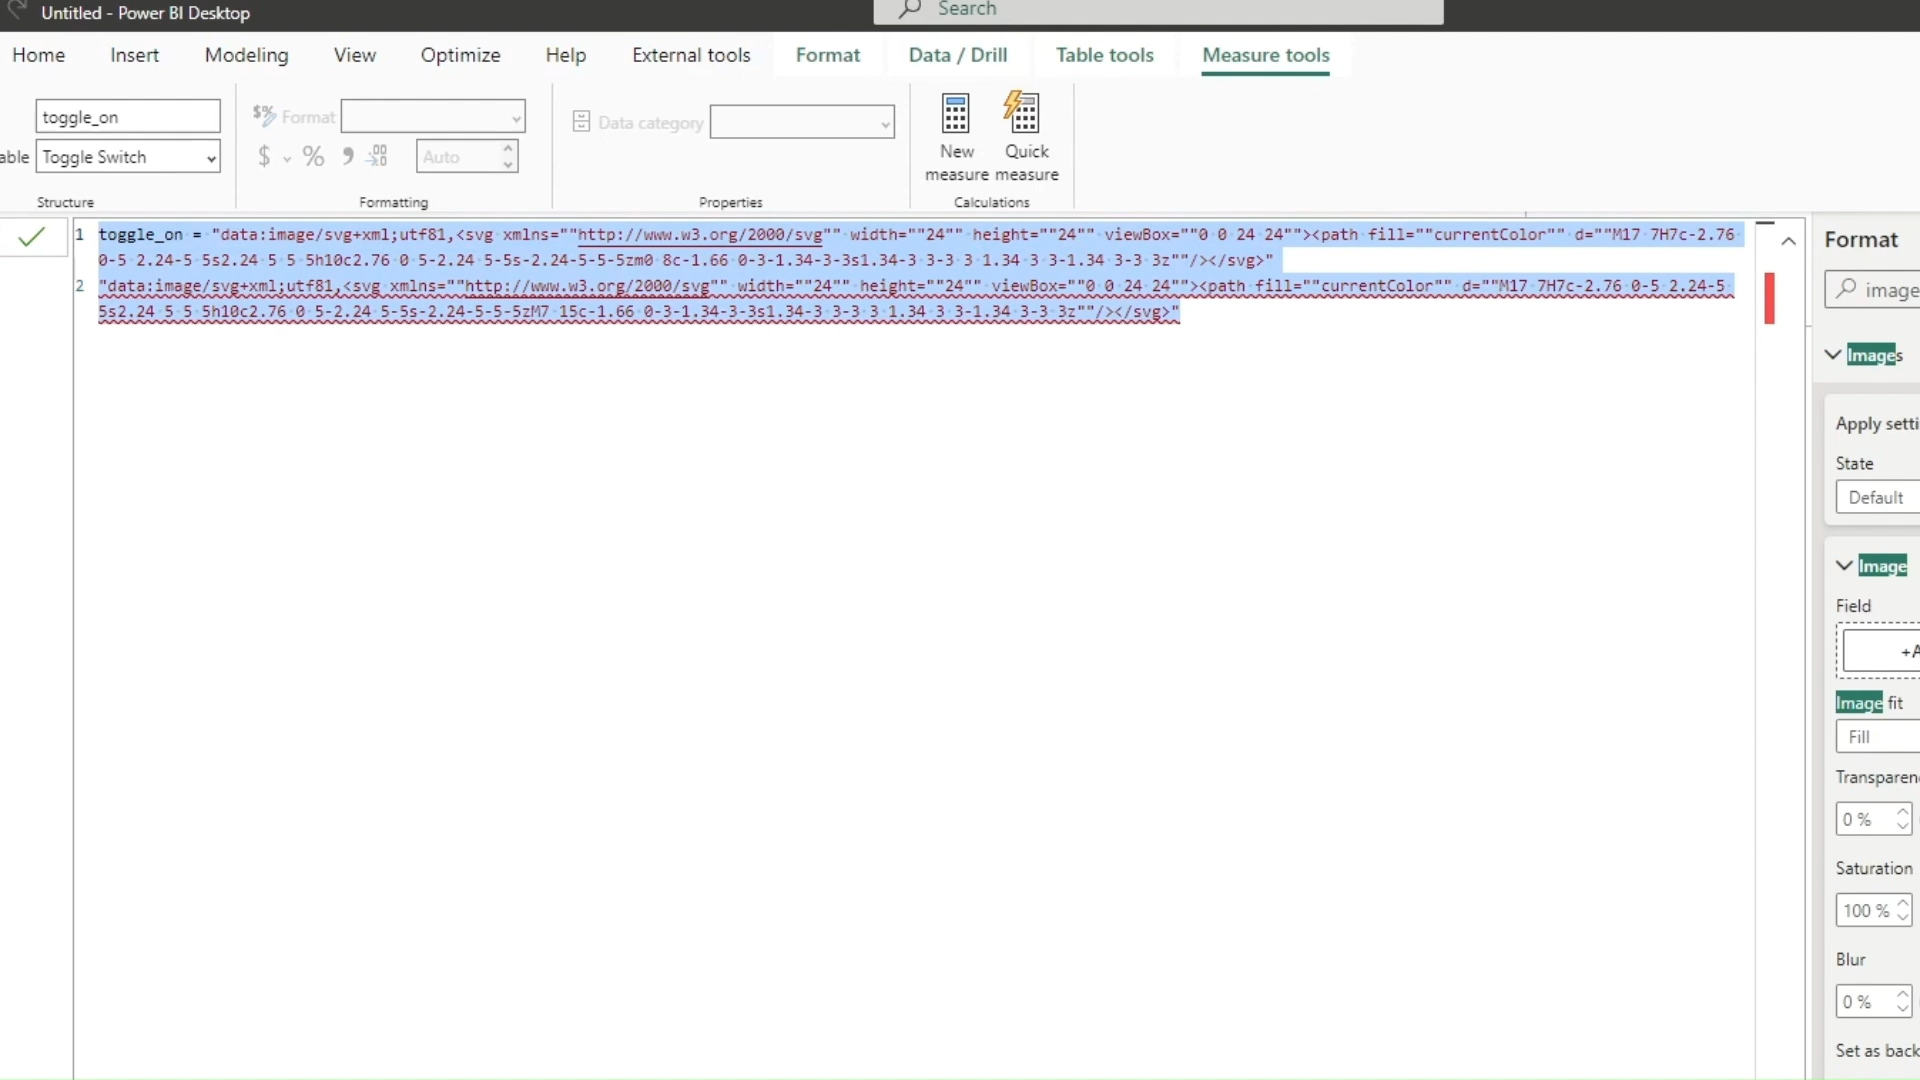 Untitled - Power BI Desktop
Search
Home Insert Modeling View Optimize Help External tools Format Data / Drill Table tools Measure tools
toggle_on
Format
Data category
able Toggle Switch
$ % Auto
New measure
Quick measure
Structure Formatting Properties Calculations
1 toggle_on = "data:image/svg+xml;utf81,<svg xmlns=""http://www.w3.org/2000/svg"" width=""24"" height=""24"" viewBox=""0 0 24 24""><path fill=""currentColor"" d=""M17 7H7c-2.76
0-5 2.24-5 5s2.24 5 5 5h10c2.76 0 5-2.24 5-5s-2.24-5-5-5zm0 8c-1.66 0-3-1.34-3-3s1.34-3 3-3 3 1.34 3 3-1.34 3-3 3z""/></svg>"
2 "data:image/svg+xml;utf81,<svg xmlns=""http://www.w3.org/2000/svg"" width=""24"" height=""24"" viewBox=""0 0 24 24""><path fill=""currentColor"" d=""M17 7H7c-2.76 0-5 2.24-5
5s2.24 5 5 5h10c2.76 0 5-2.24 5-5s-2.24-5-5-5zM7 15c-1.66 0-3-1.34-3-3s1.34-3 3-3 3 1.34 3 3-1.34 3-3 3z""/></svg>"
Format
image
Images
Apply setti
State
Default
Image
Field
+A
Image fit
Fill
Transparen
0 %
Saturation
100 %
Blur
0 %
Set as back